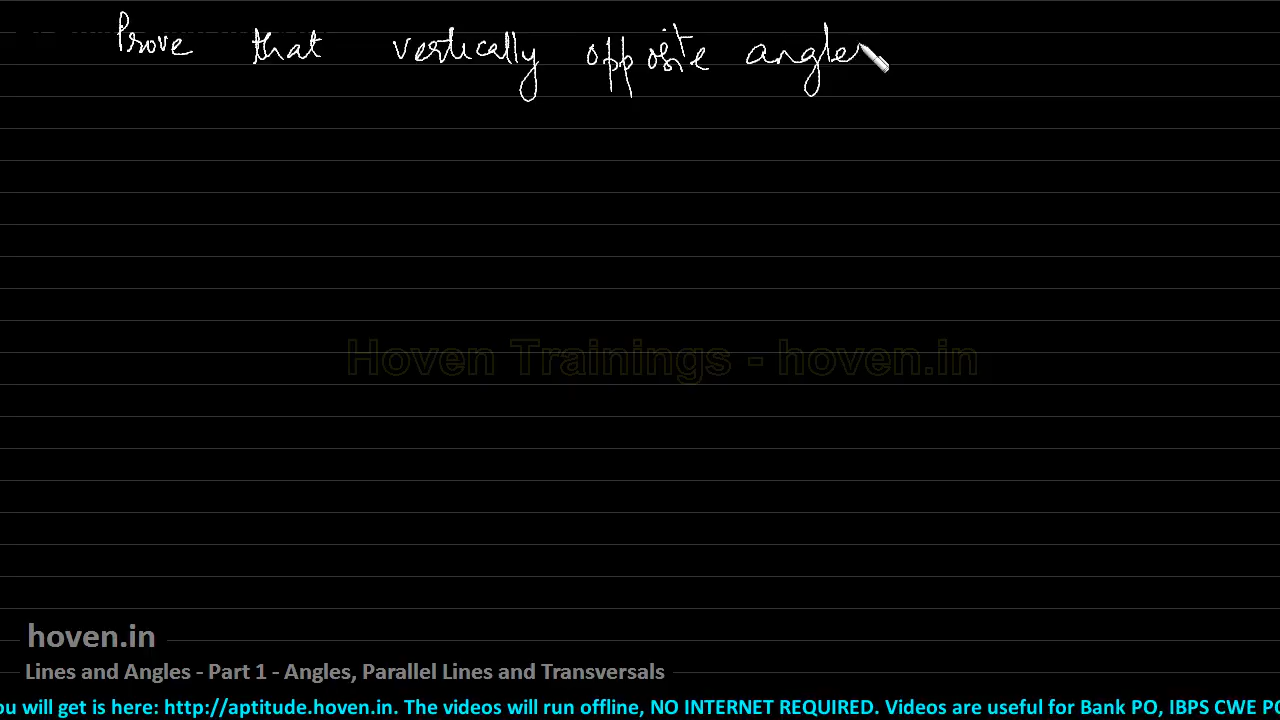 Prove that vertically opposite angle
Hoven Trainings - hoven.in
hoven.in
Lines and Angles - Part 1 - Angles, Parallel Lines and Transversals
ou will get is here: http://aptitude.hoven.in. The videos will run offline, NO INTERNET REQUIRED. Videos are useful for Bank PO, IBPS CWE PO